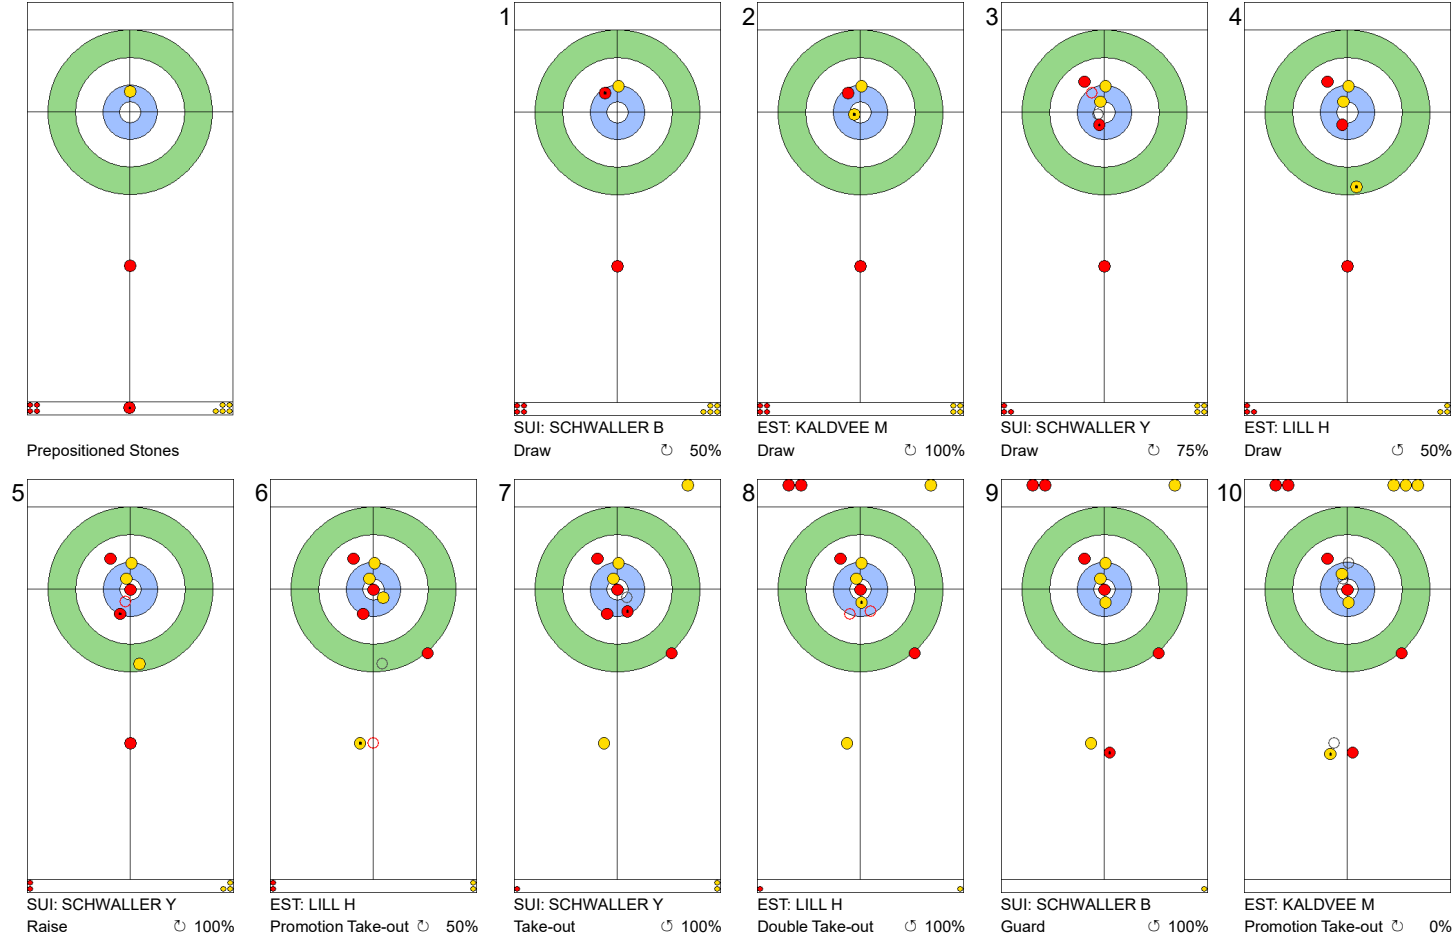 1 2 3 4
Prepositioned Stones
SUI: SCHWALLER B
Draw ↻ 50%
EST: KALDVEE M
Draw ↻ 100%
SUI: SCHWALLER Y
Draw ↻ 75%
EST: LILL H
Draw ↺ 50%
5 6 7 8 9 10
SUI: SCHWALLER Y
Raise ↻ 100%
EST: LILL H
Promotion Take-out ↻ 50%
SUI: SCHWALLER Y
Take-out ↺ 100%
EST: LILL H
Double Take-out ↺ 100%
SUI: SCHWALLER B
Guard ↺ 100%
EST: KALDVEE M
Promotion Take-out ↻ 0%